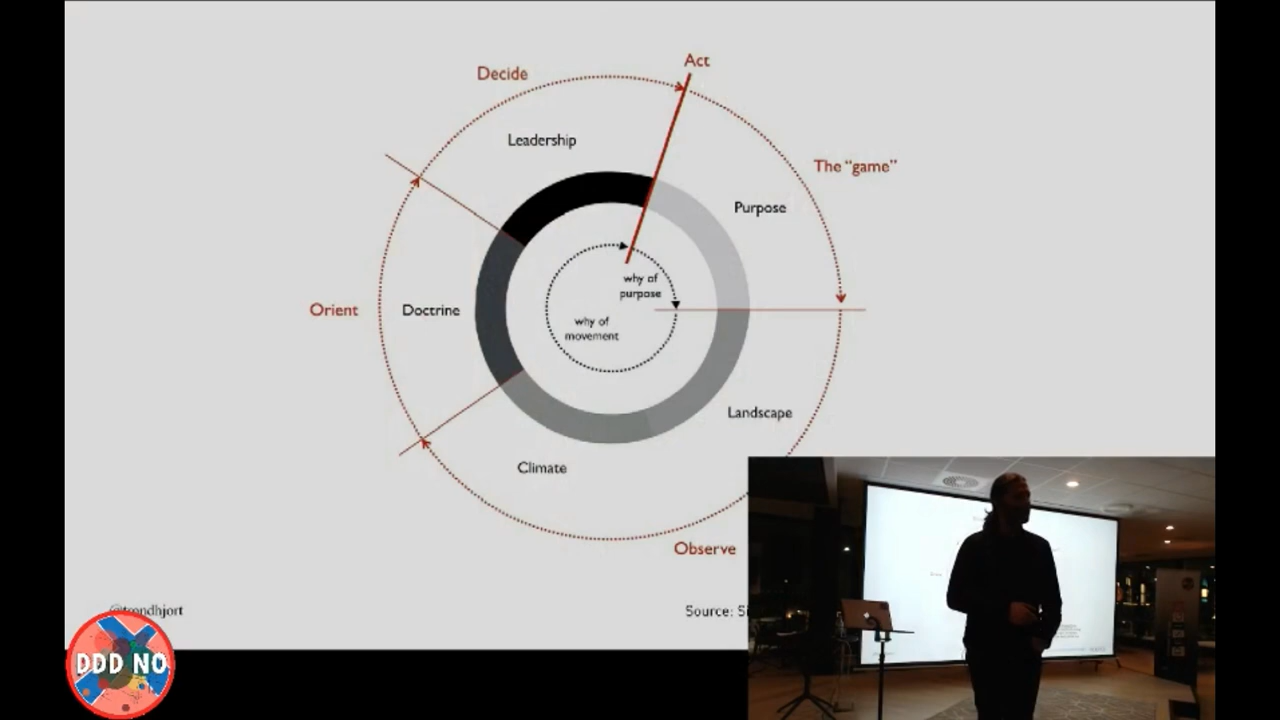 Act
Decide
Leadership
The “game”
Purpose
why of
purpose
Orient
Doctrine
why of
movement
Landscape
Climate
Observe
@trondhjort
Source:
DDD NO